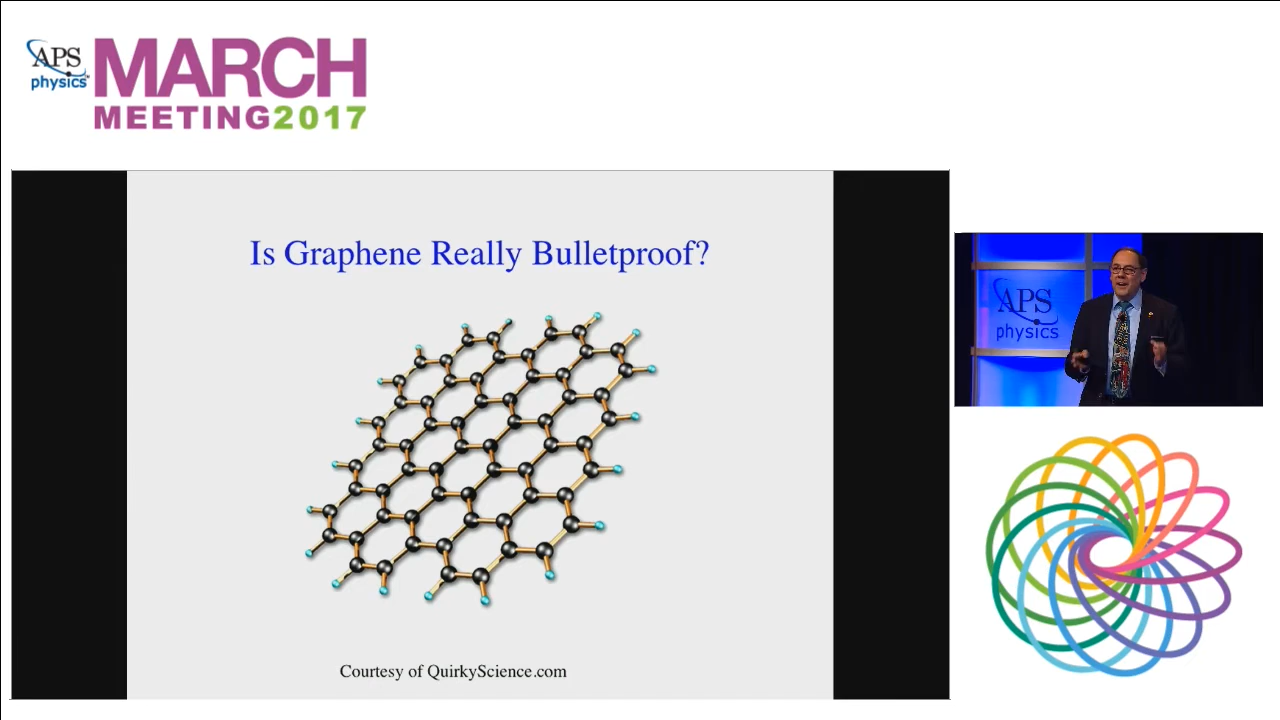 APS
physics
MARCH
MEETING2017
Is Graphene Really Bulletproof?
APS
physics
Courtesy of QuirkyScience.com